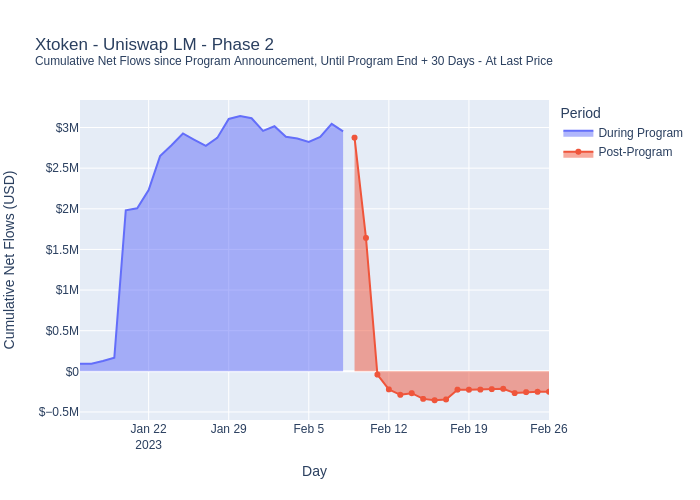 Xtoken - Uniswap LM - Phase 2
Cumulative Net Flows since Program Announcement, Until Program End + 30 Days - At Last Price
Period
During Program
Post-Program
Cumulative Net Flows (USD)
$3M
$2.5M
$2M
$1.5M
$1M
$0.5M
$0
$−0.5M
Jan 22
2023
Jan 29
Feb 5
Feb 12
Feb 19
Feb 26
Day